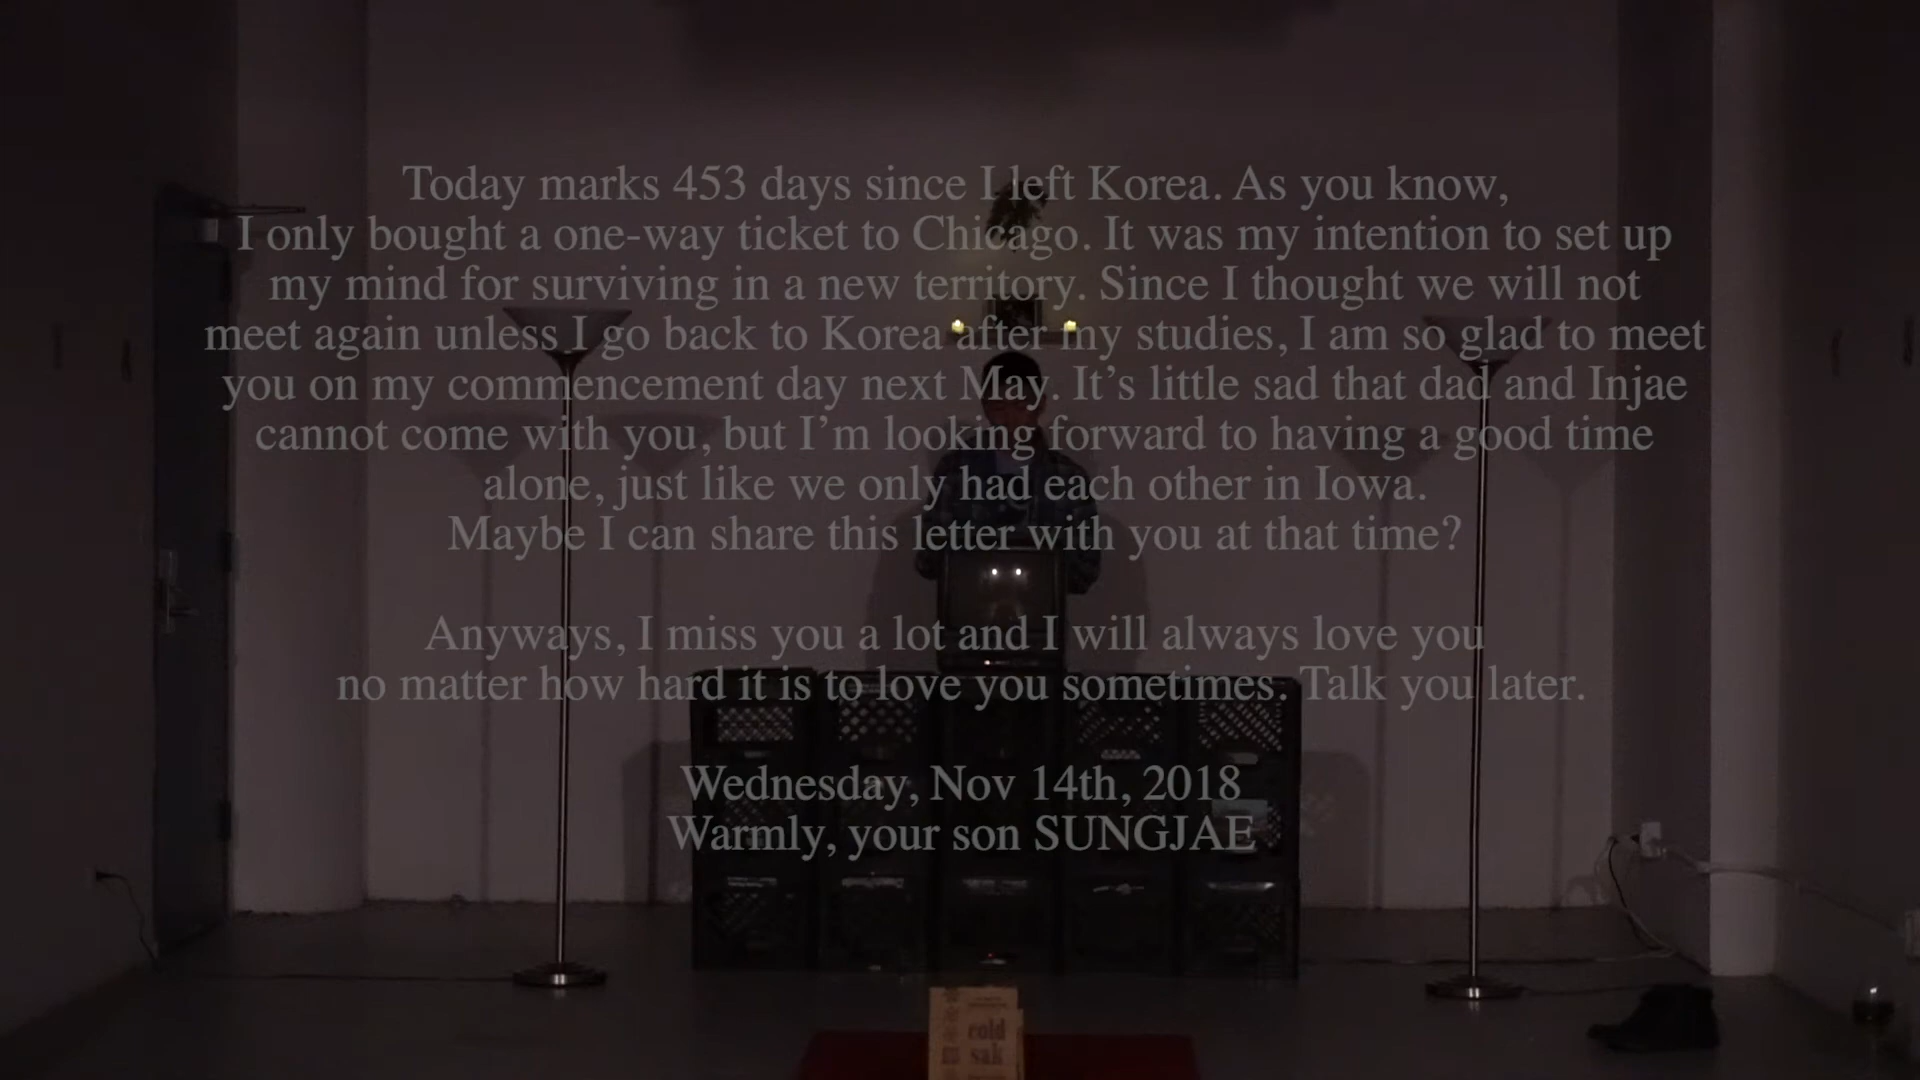 Today marks 453 days since I left Korea. As you know,
I only bought a one-way ticket to Chicago. It was my intention to set up
my mind for surviving in a new territory. Since I thought we will not
meet again unless I go back to Korea after my studies, I am so glad to meet
you on my commencement day next May. It’s little sad that dad and Injae
cannot come with you, but I’m looking forward to having a good time
alone, just like we only had each other in Iowa.
Maybe I can share this letter with you at that time?
Anyways, I miss you a lot and I will always love you
no matter how hard it is to love you sometimes. Talk you later.
Wednesday, Nov 14th, 2018
Warmly, your son SUNGJAE
cold
sak